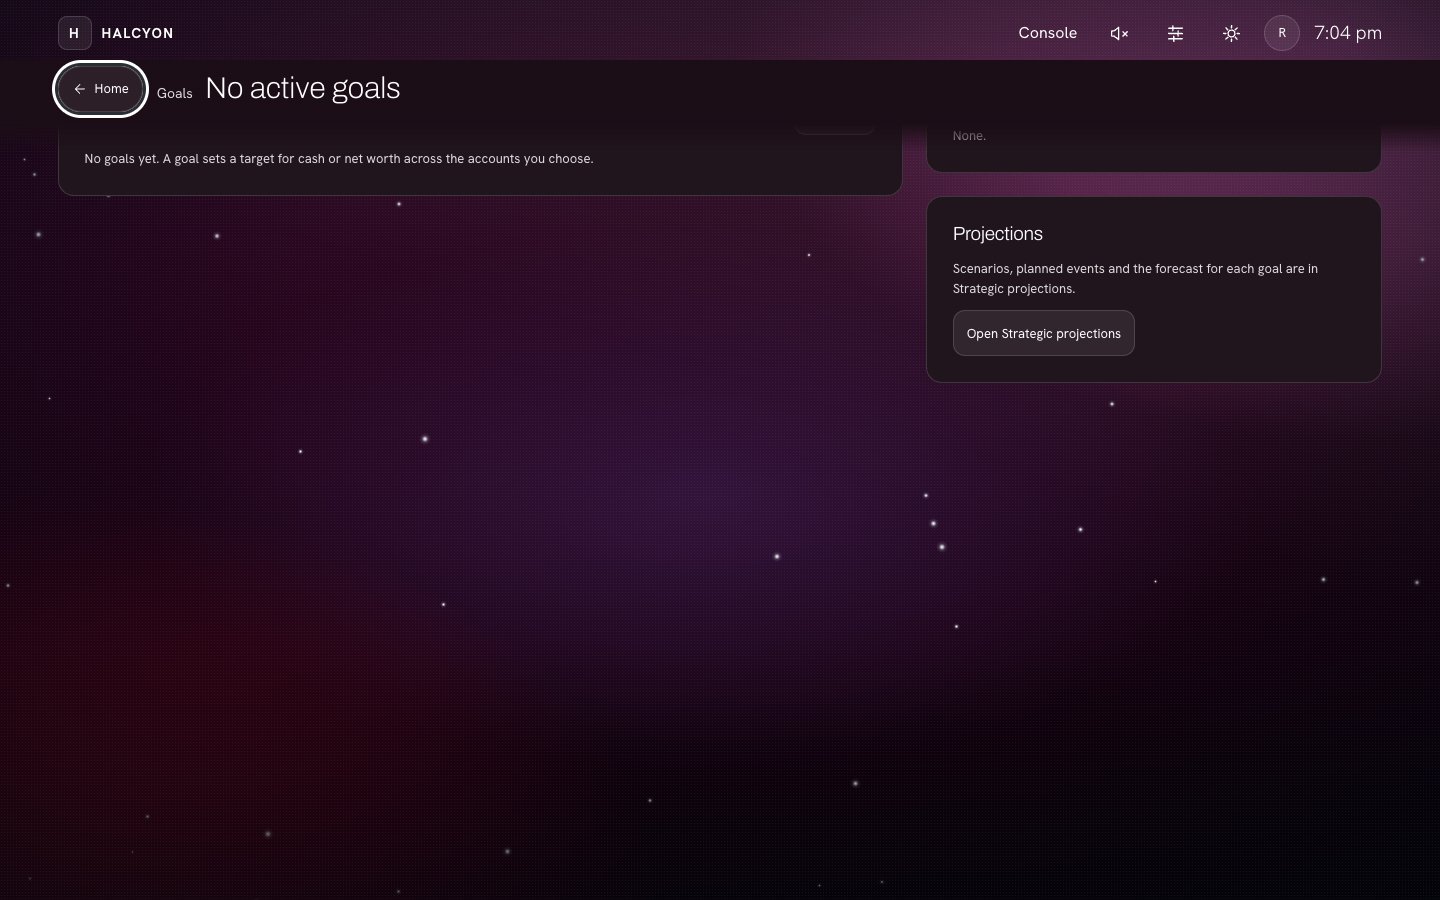 H HALCYON
Console
R
7:04 pm
Home
Goals
No active goals
No goals yet. A goal sets a target for cash or net worth across the accounts you choose.
None.
Projections
Scenarios, planned events and the forecast for each goal are in
Strategic projections.
Open Strategic projections